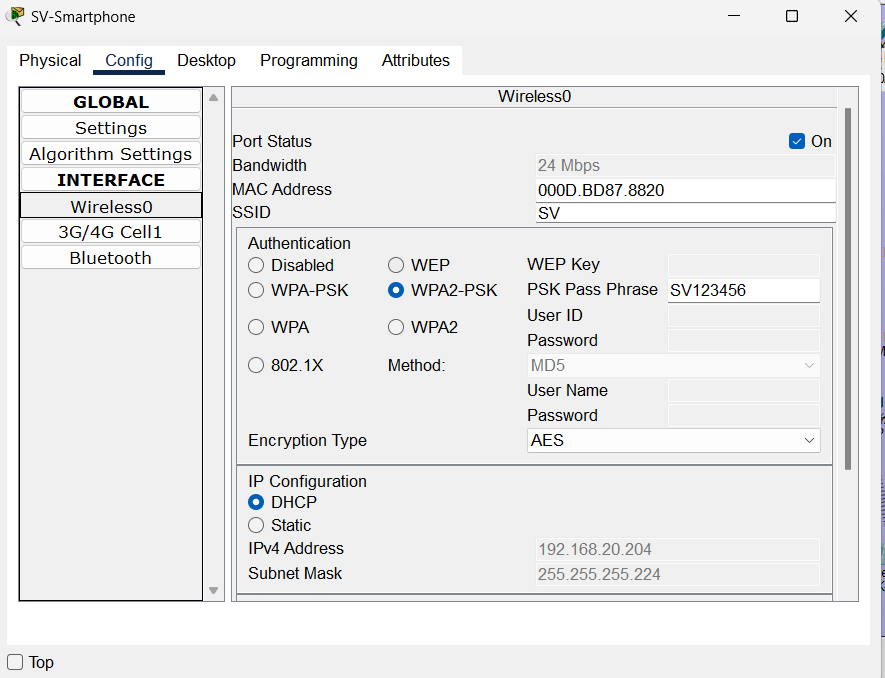 SV-Smartphone
Physical Config Desktop Programming Attributes
GLOBAL
Settings
Algorithm Settings
INTERFACE
Wireless0
3G/4G Cell1
Bluetooth
Wireless0
Port Status On
Bandwidth 24 Mbps
MAC Address 000D.BD87.8820
SSID SV
Authentication
Disabled WEP WEP Key
WPA-PSK WPA2-PSK PSK Pass Phrase SV123456
User ID
WPA WPA2
Password
802.1X Method: MD5
User Name
Password
Encryption Type AES
IP Configuration
DHCP
Static
IPv4 Address 192.168.20.204
Subnet Mask 255.255.255.224
Top